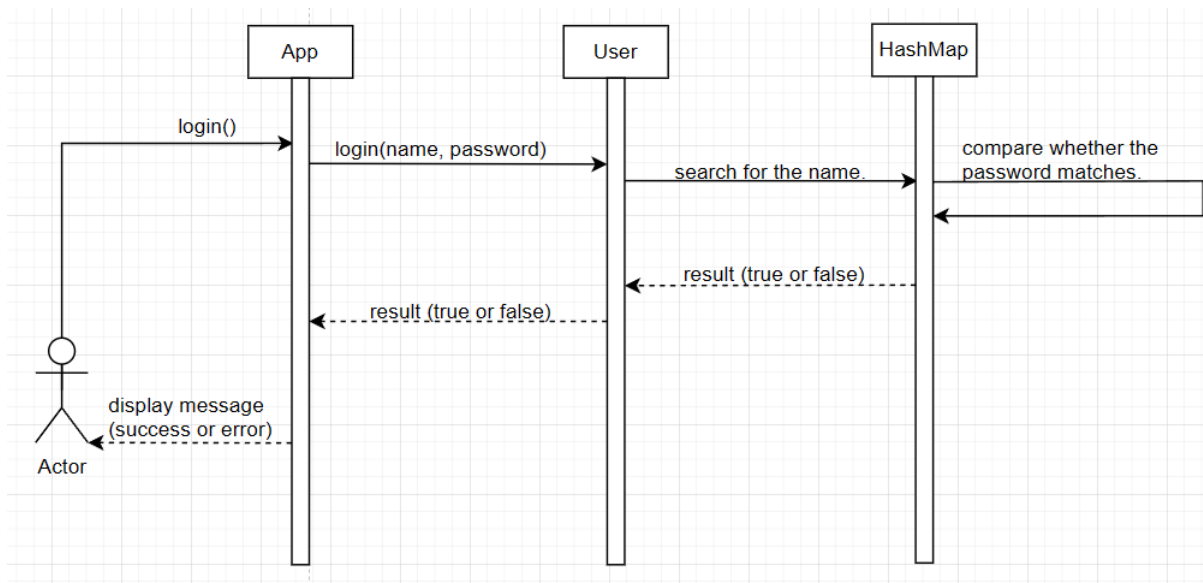 App
User
HashMap
login()
login(name, password)
search for the name.
compare whether the
password matches.
result (true or false)
result (true or false)
display message
(success or error)
Actor